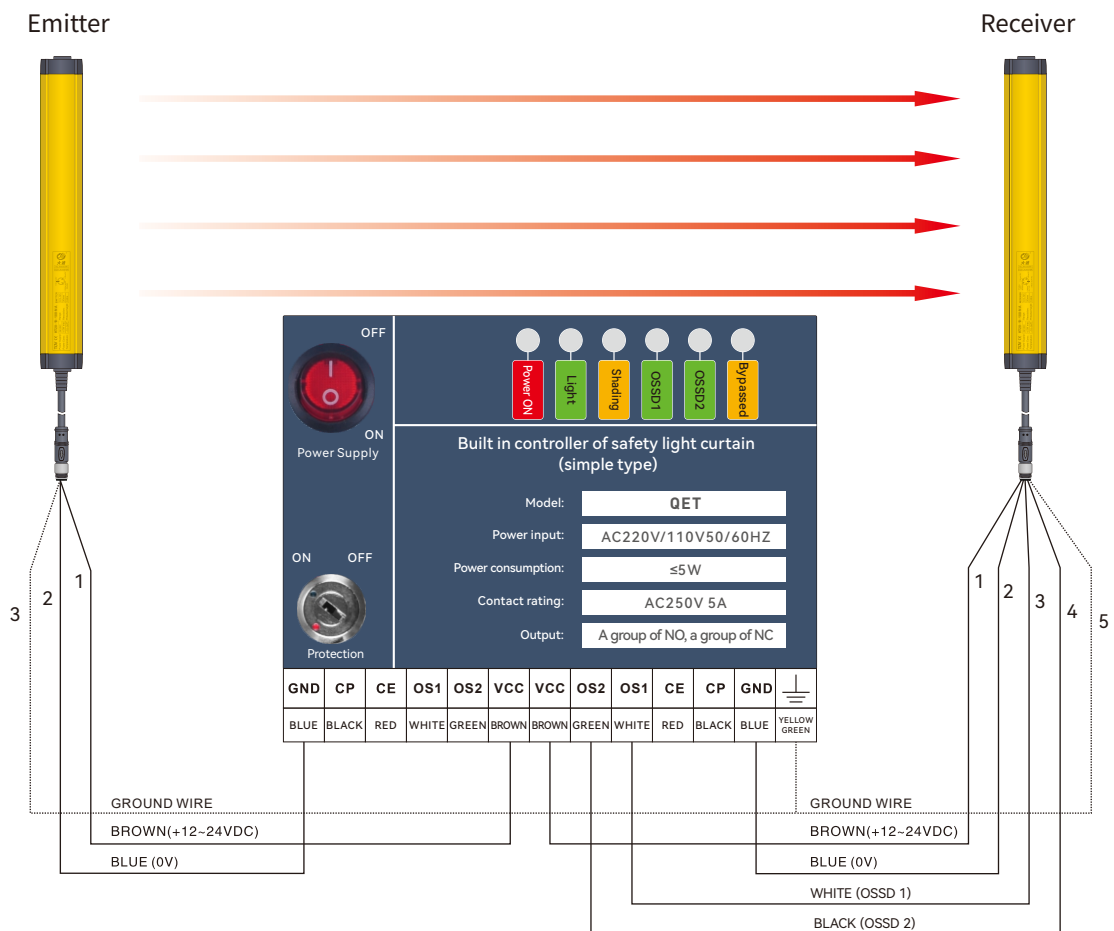 Emitter
Receiver
OFF
ON
Power Supply
Power ON
Light
Shading
OSSD1
OSSD2
Bypassed
Built in controller of safety light curtain
(simple type)
Model: QET
Power input: AC220V/110V50/60HZ
Power consumption: ≤5W
Contact rating: AC250V 5A
Output: A group of NO, a group of NC
ON OFF
Protection
GND CP CE OS1 OS2 VCC VCC OS2 OS1 CE CP GND
BLUE BLACK RED WHITE GREEN BROWN BROWN GREEN WHITE RED BLACK BLUE YELLOW GREEN
3 2 1
1 2 3 4 5
GROUND WIRE
BROWN(+12~24VDC)
BLUE (0V)
GROUND WIRE
BROWN(+12~24VDC)
BLUE (0V)
WHITE (OSSD 1)
BLACK (OSSD 2)